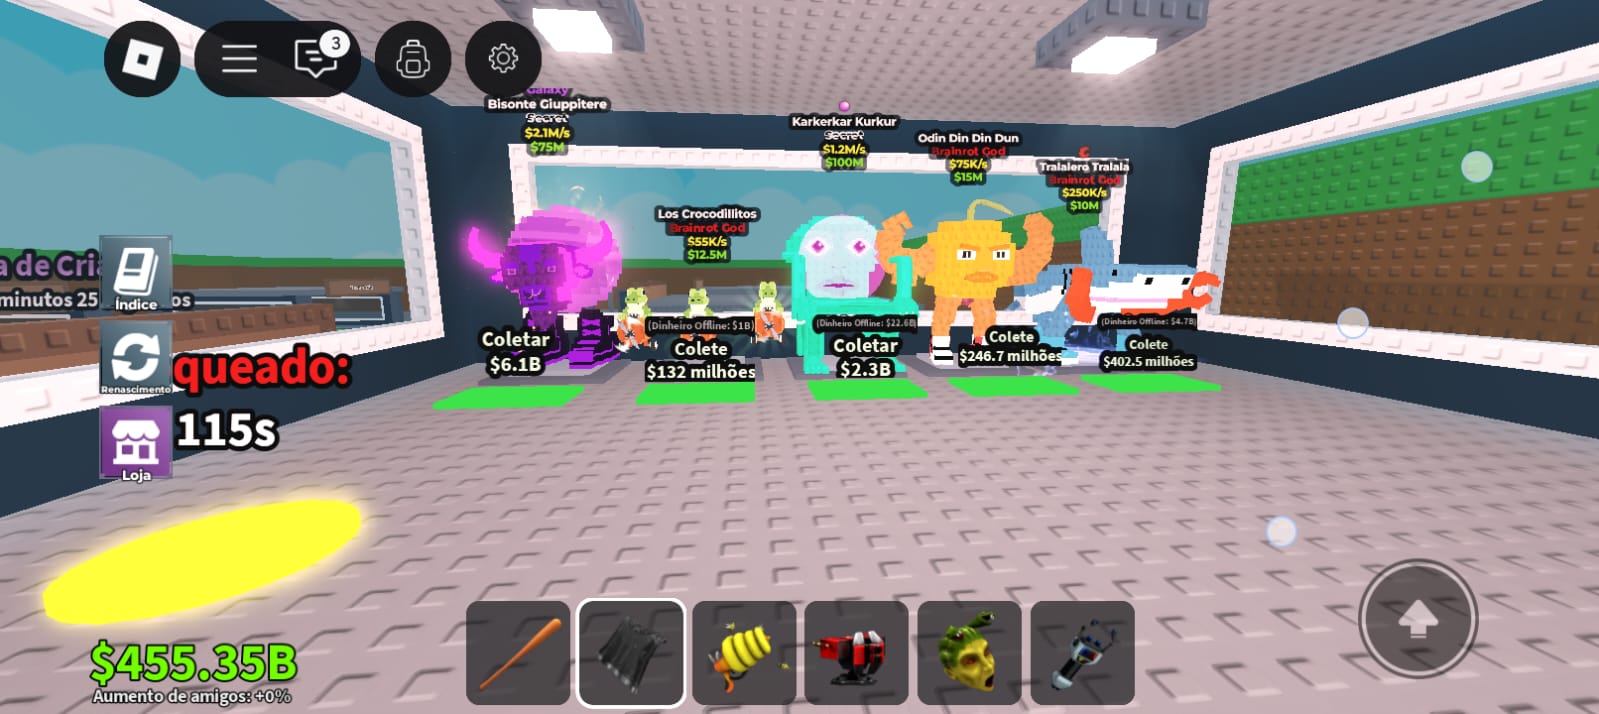 3
Galaxy
Bisonte Giuppitere
Secret
$2.1M/s
$75M
Los Crocodillitos
Brainrot God
$55K/s
$12.5M
Karkerkar Kurkur
Secret
$1.2M/s
$100M
Odin Din Din Dun
Brainrot God
$75K/s
$15M
Tralalero Tralala
Brainrot God
$250K/s
$10M
a de Cria
minutos 25
os
Índice
Renascimento
queado:
115s
Loja
Coletar
$6.1B
(Dinheiro Offline: $1B)
Colete
$132 milhões
(Dinheiro Offline: $22.6B)
Coletar
$2.3B
Colete
$246.7 milhões
(Dinheiro Offline: $4.7B)
Colete
$402.5 milhões
$455.35B
Aumento de amigos: +0%